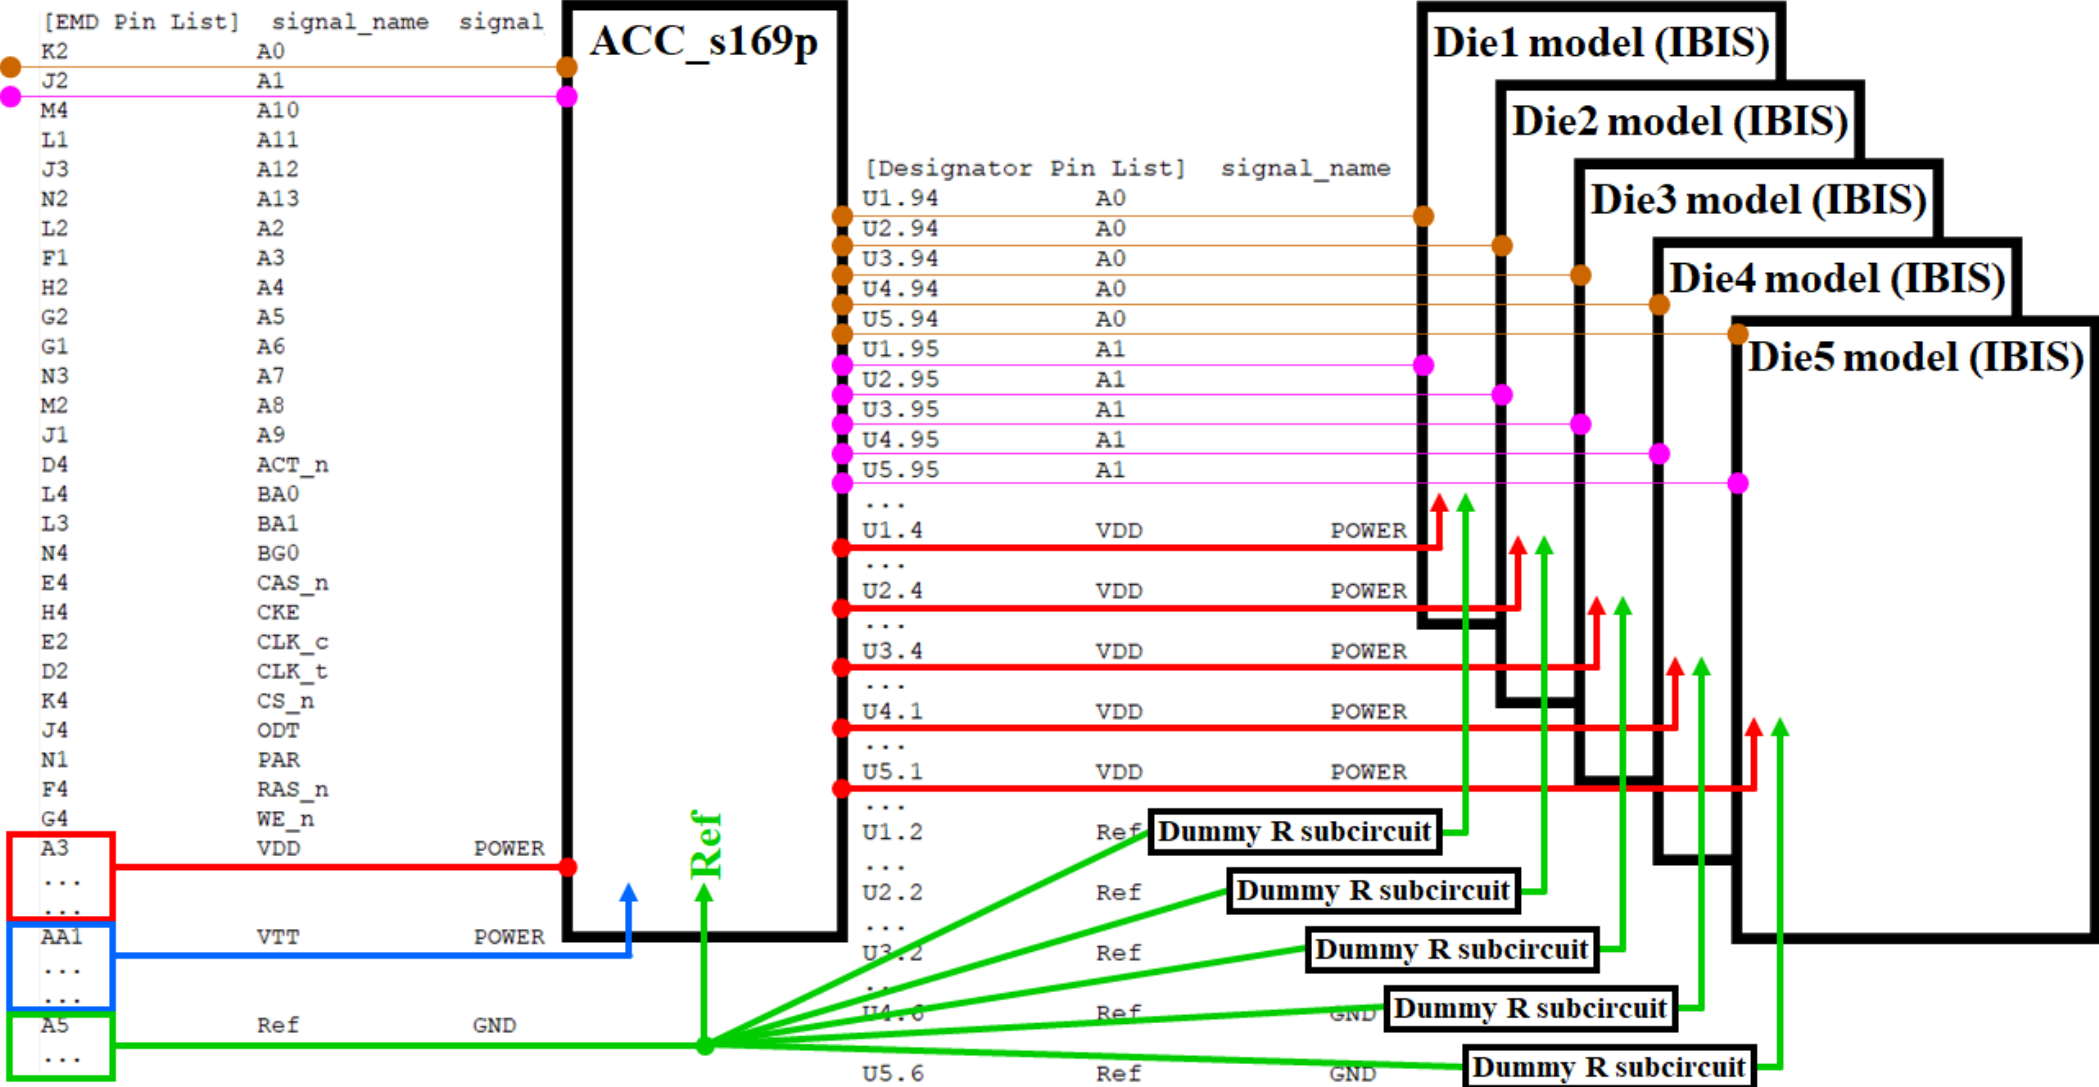 [EMD Pin List] signal_name signal
K2 A0
J2 A1
M4 A10
L1 A11
J3 A12
N2 A13
L2 A2
F1 A3
H2 A4
G2 A5
G1 A6
N3 A7
M2 A8
J1 A9
D4 ACT_n
L4 BA0
L3 BA1
N4 BG0
E4 CAS_n
H4 CKE
E2 CLK_c
D2 CLK_t
K4 CS_n
J4 ODT
N1 PAR
F4 RAS_n
G4 WE_n
A3 VDD POWER
...
...
AA1 VTT POWER
...
...
A5 Ref GND
...
ACC_s169p
Ref
[Designator Pin List] signal_name
U1.94 A0
U2.94 A0
U3.94 A0
U4.94 A0
U5.94 A0
U1.95 A1
U2.95 A1
U3.95 A1
U4.95 A1
U5.95 A1
...
U1.4 VDD POWER
...
U2.4 VDD POWER
...
U3.4 VDD POWER
...
U4.1 VDD POWER
...
U5.1 VDD POWER
...
U1.2 Ref
...
U2.2 Ref
...
U3.2 Ref
..
U4.6 Ref GND
U5.6 Ref GND
Dummy R subcircuit
Dummy R subcircuit
Dummy R subcircuit
Dummy R subcircuit
Dummy R subcircuit
Die1 model (IBIS)
Die2 model (IBIS)
Die3 model (IBIS)
Die4 model (IBIS)
Die5 model (IBIS)